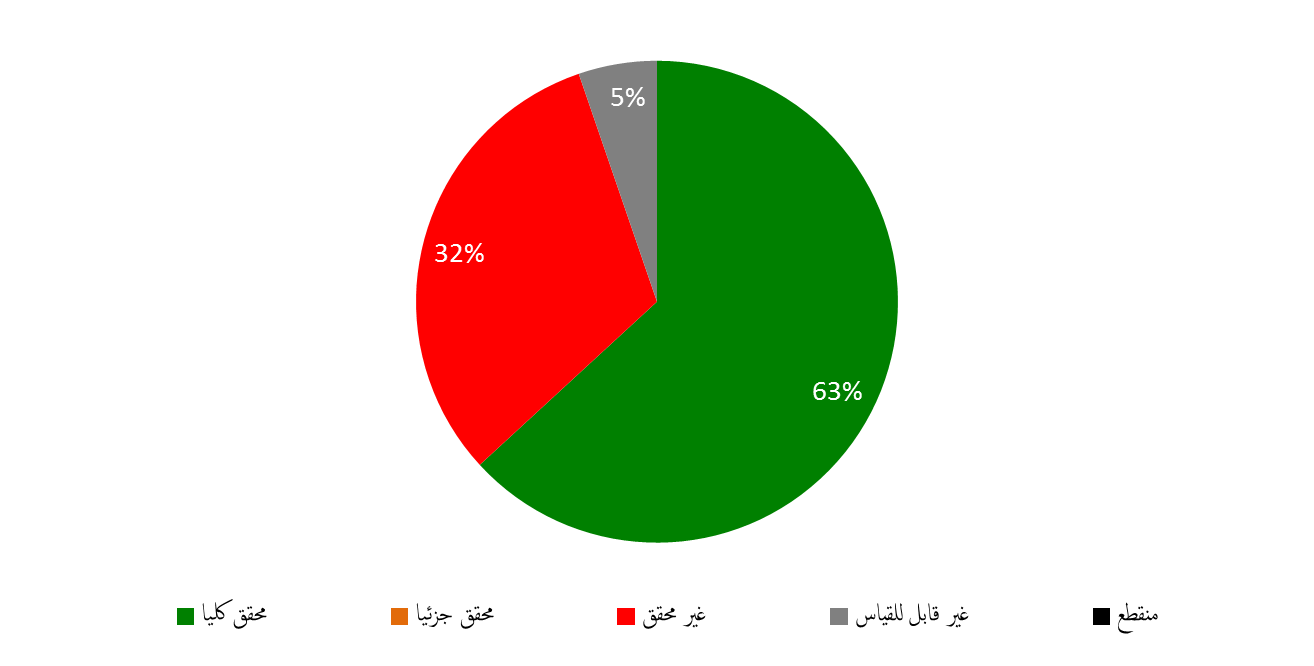 5%
32%
63%
محقق كليا
محقق جزئيا
غير محقق
غير قابل للقياس
منقطع